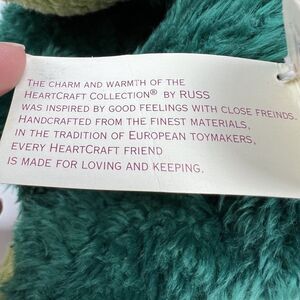 THE CHARM AND WARMTH OF THE
HEARTCRAFT COLLECTION® BY RUSS
WAS INSPIRED BY GOOD FEELINGS WITH CLOSE FREINDS.
HANDCRAFTED FROM THE FINEST MATERIALS,
IN THE TRADITION OF EUROPEAN TOYMAKERS,
EVERY HEARTCRAFT FRIEND
IS MADE FOR LOVING AND KEEPING.